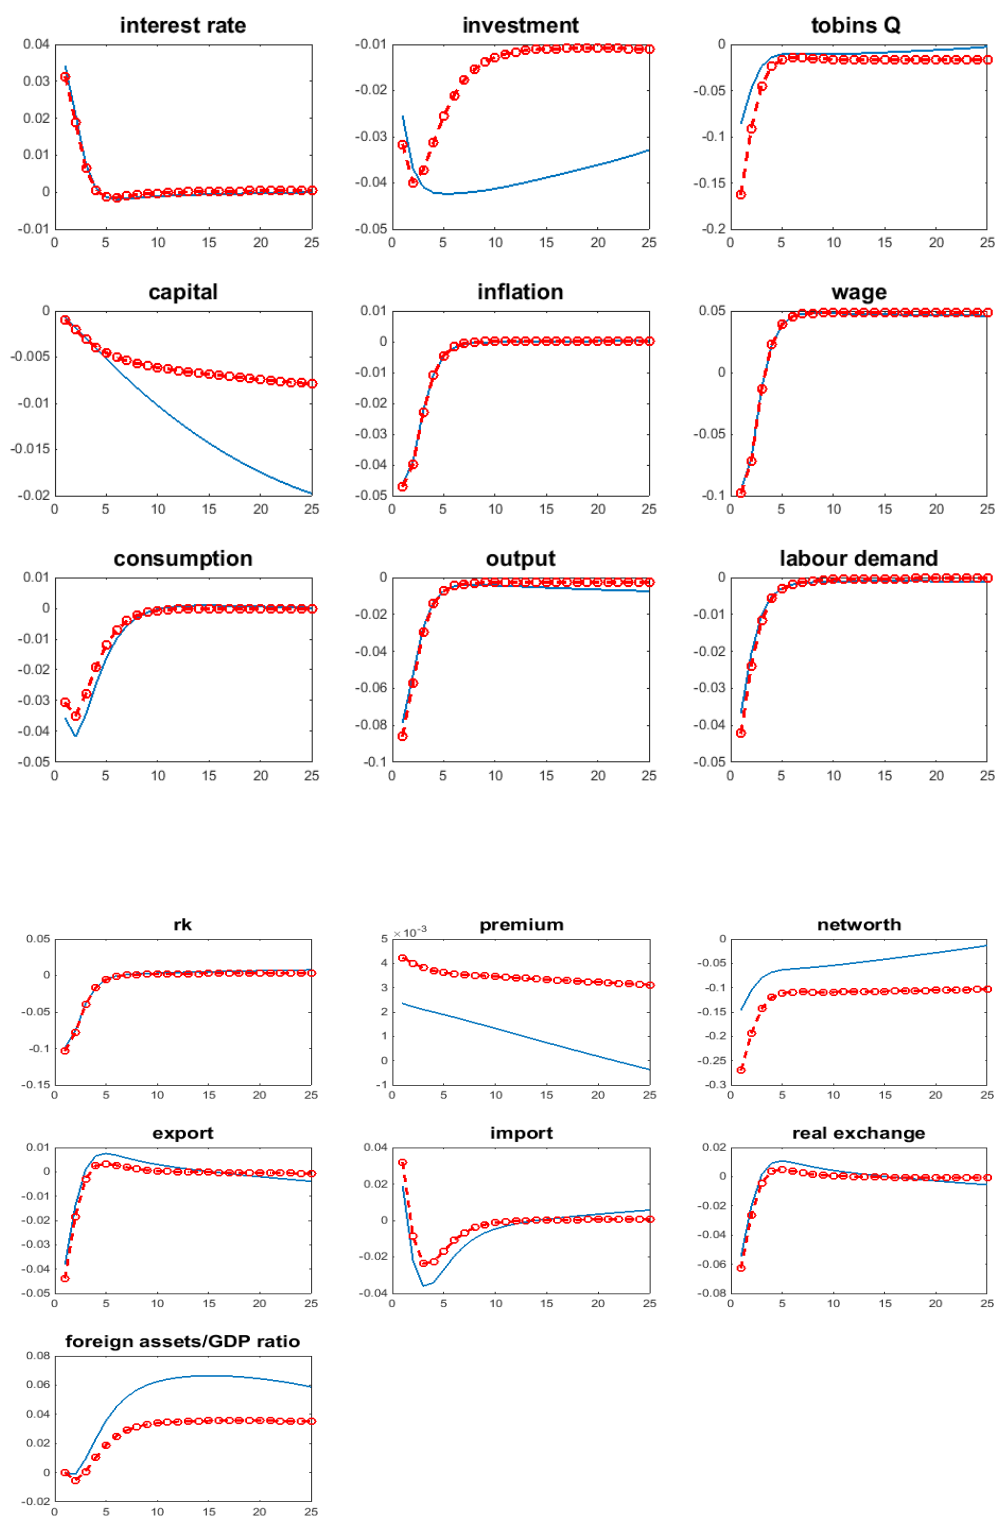 interest rate
0.04
0.03
0.02
0.01
0
-0.01
0 5 10 15 20 25
investment
-0.01
-0.02
-0.03
-0.04
-0.05
0 5 10 15 20 25
tobins Q
0
-0.05
-0.1
-0.15
-0.2
0 5 10 15 20 25
capital
0
-0.005
-0.01
-0.015
-0.02
0 5 10 15 20 25
inflation
0.01
0
-0.01
-0.02
-0.03
-0.04
-0.05
0 5 10 15 20 25
wage
0.05
0
-0.05
-0.1
0 5 10 15 20 25
consumption
0.01
0
-0.01
-0.02
-0.03
-0.04
-0.05
0 5 10 15 20 25
output
0
-0.02
-0.04
-0.06
-0.08
-0.1
0 5 10 15 20 25
labour demand
0
-0.01
-0.02
-0.03
-0.04
-0.05
0 5 10 15 20 25
rk
0.05
0
-0.05
-0.1
-0.15
0 5 10 15 20 25
premium
×10-3
5
4
3
2
1
0
-1
0 5 10 15 20 25
networth
0
-0.05
-0.1
-0.15
-0.2
-0.25
-0.3
0 5 10 15 20 25
export
0.01
0
-0.01
-0.02
-0.03
-0.04
-0.05
0 5 10 15 20 25
import
0.04
0.02
0
-0.02
-0.04
0 5 10 15 20 25
real exchange
0.02
0
-0.02
-0.04
-0.06
-0.08
0 5 10 15 20 25
foreign assets/GDP ratio
0.08
0.06
0.04
0.02
0
-0.02
0 5 10 15 20 25